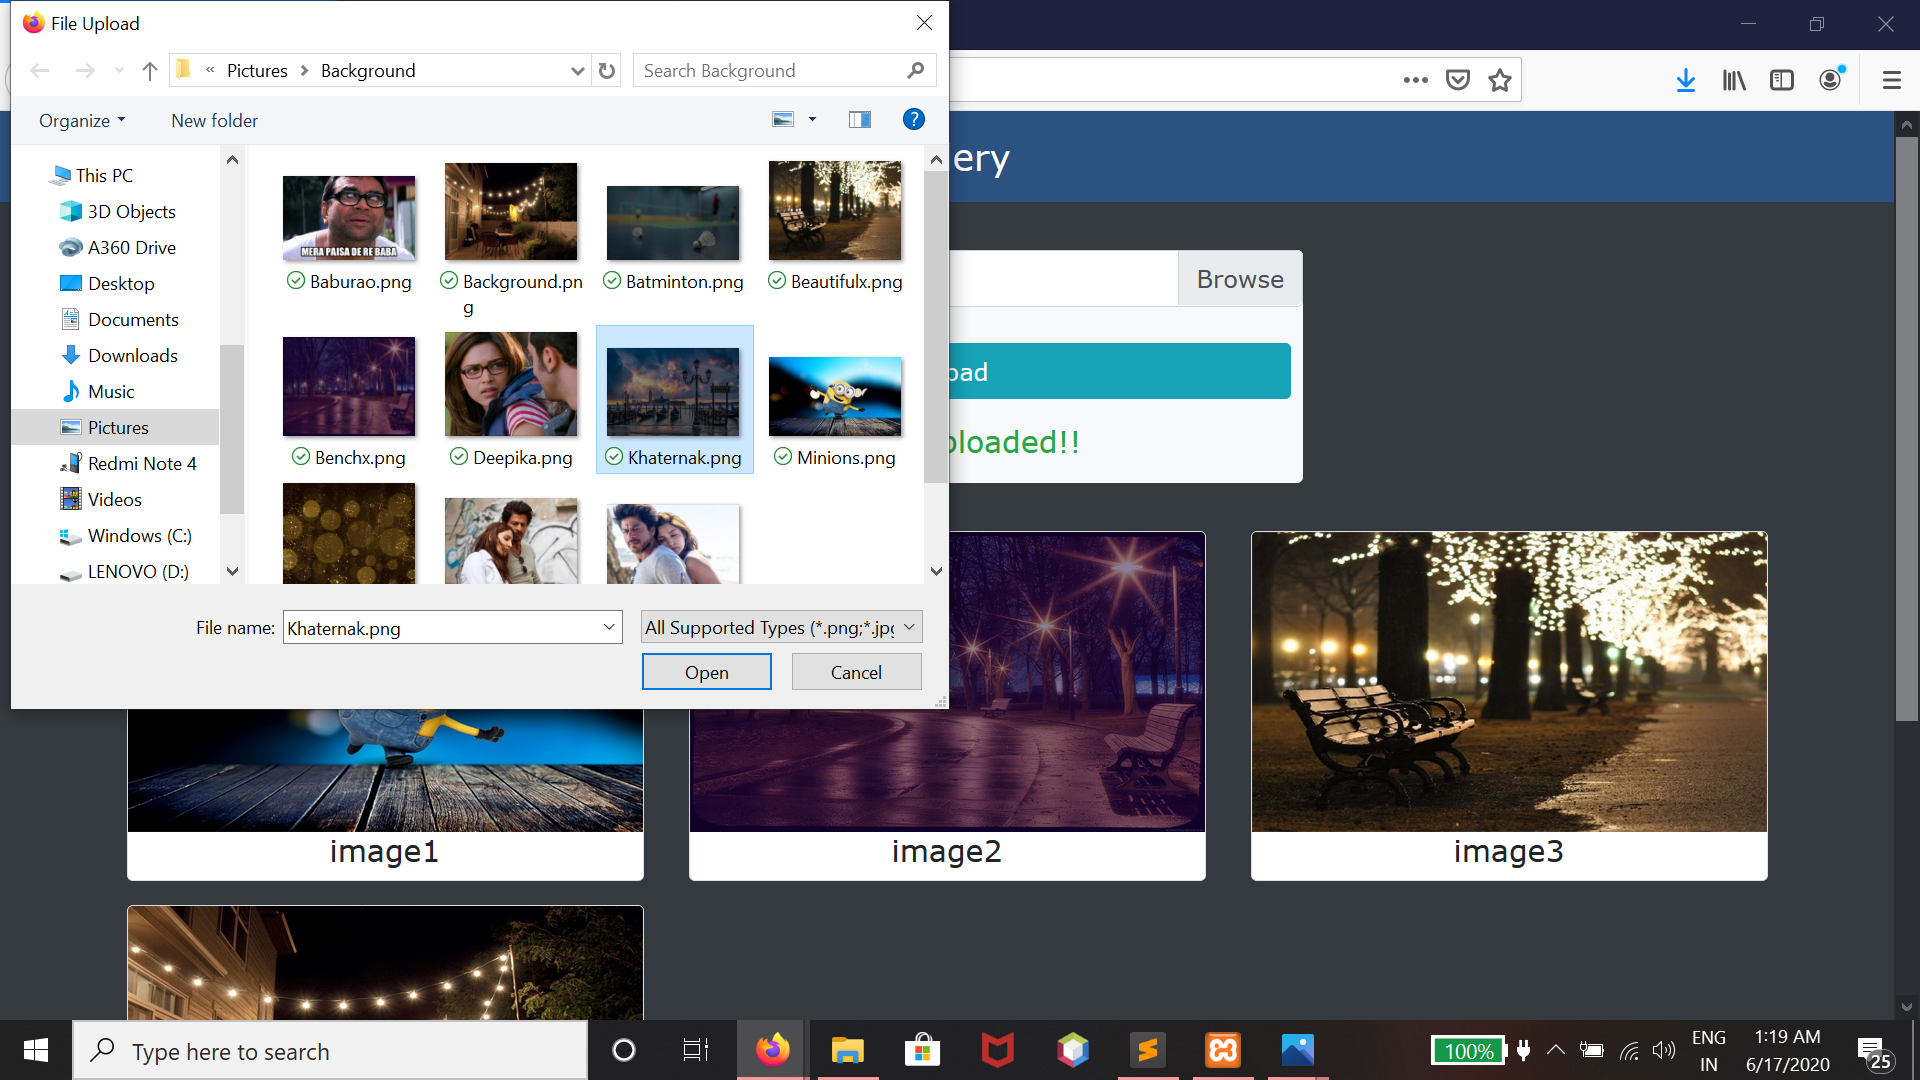 File Upload
« Pictures > Background
Search Background
Organize
New folder
This PC
3D Objects
A360 Drive
Desktop
Documents
Downloads
Music
Pictures
Redmi Note 4
Videos
Windows (C:)
LENOVO (D:)
MERA PAISA DE RE BABA
Baburao.png
Background.pn
g
Batminton.png
Beautifulx.png
Benchx.png
Deepika.png
Khaternak.png
Minions.png
File name:
Khaternak.png
All Supported Types (*.png;*.jpg
Open
Cancel
ery
Browse
oad
ploaded!!
image1
image2
image3
Type here to search
100%
ENG
IN
1:19 AM
6/17/2020
25